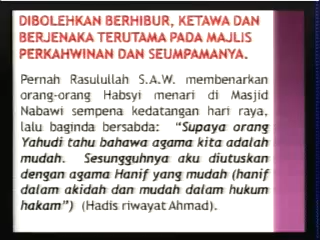 DIBOLEHKAN BERHIBUR, KETAWA DAN
BERJENAKA TERUTAMA PADA MAJLIS
PERKAHWINAN DAN SEUMPAMANYA.
Pernah Rasulullah S.A.W. membenarkan
orang-orang Habsyi menari di Masjid
Nabawi sempena kedatangan hari raya,
lalu baginda bersabda: "Supaya orang
Yahudi tahu bahawa agama kita adalah
mudah. Sesungguhnya aku diutuskan
dengan agama Hanif yang mudah (hanif
dalam akidah dan mudah dalam hukum
hakam") (Hadis riwayat Ahmad).